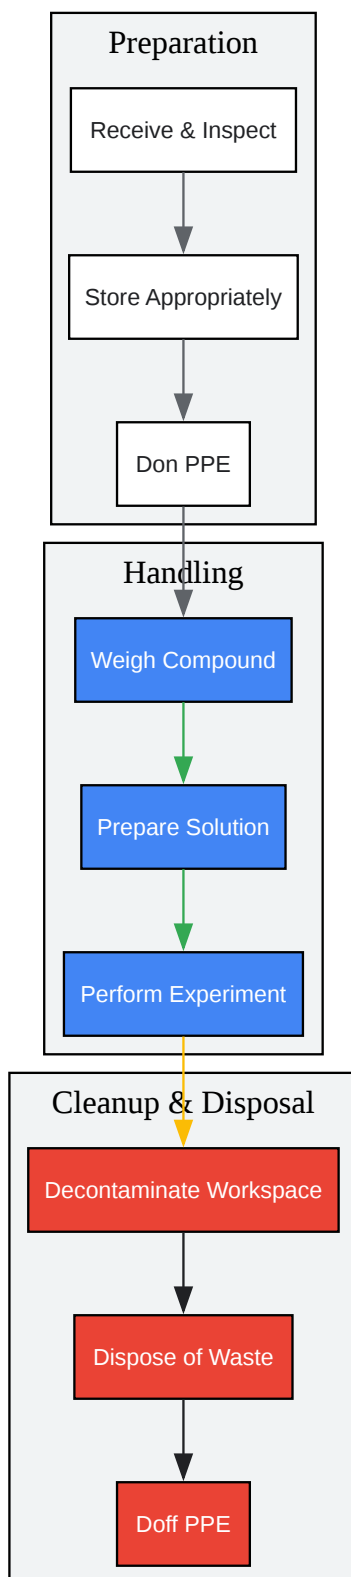 Preparation
Receive & Inspect
Store Appropriately
Don PPE
Handling
Weigh Compound
Prepare Solution
Perform Experiment
Cleanup & Disposal
Decontaminate Workspace
Dispose of Waste
Doff PPE